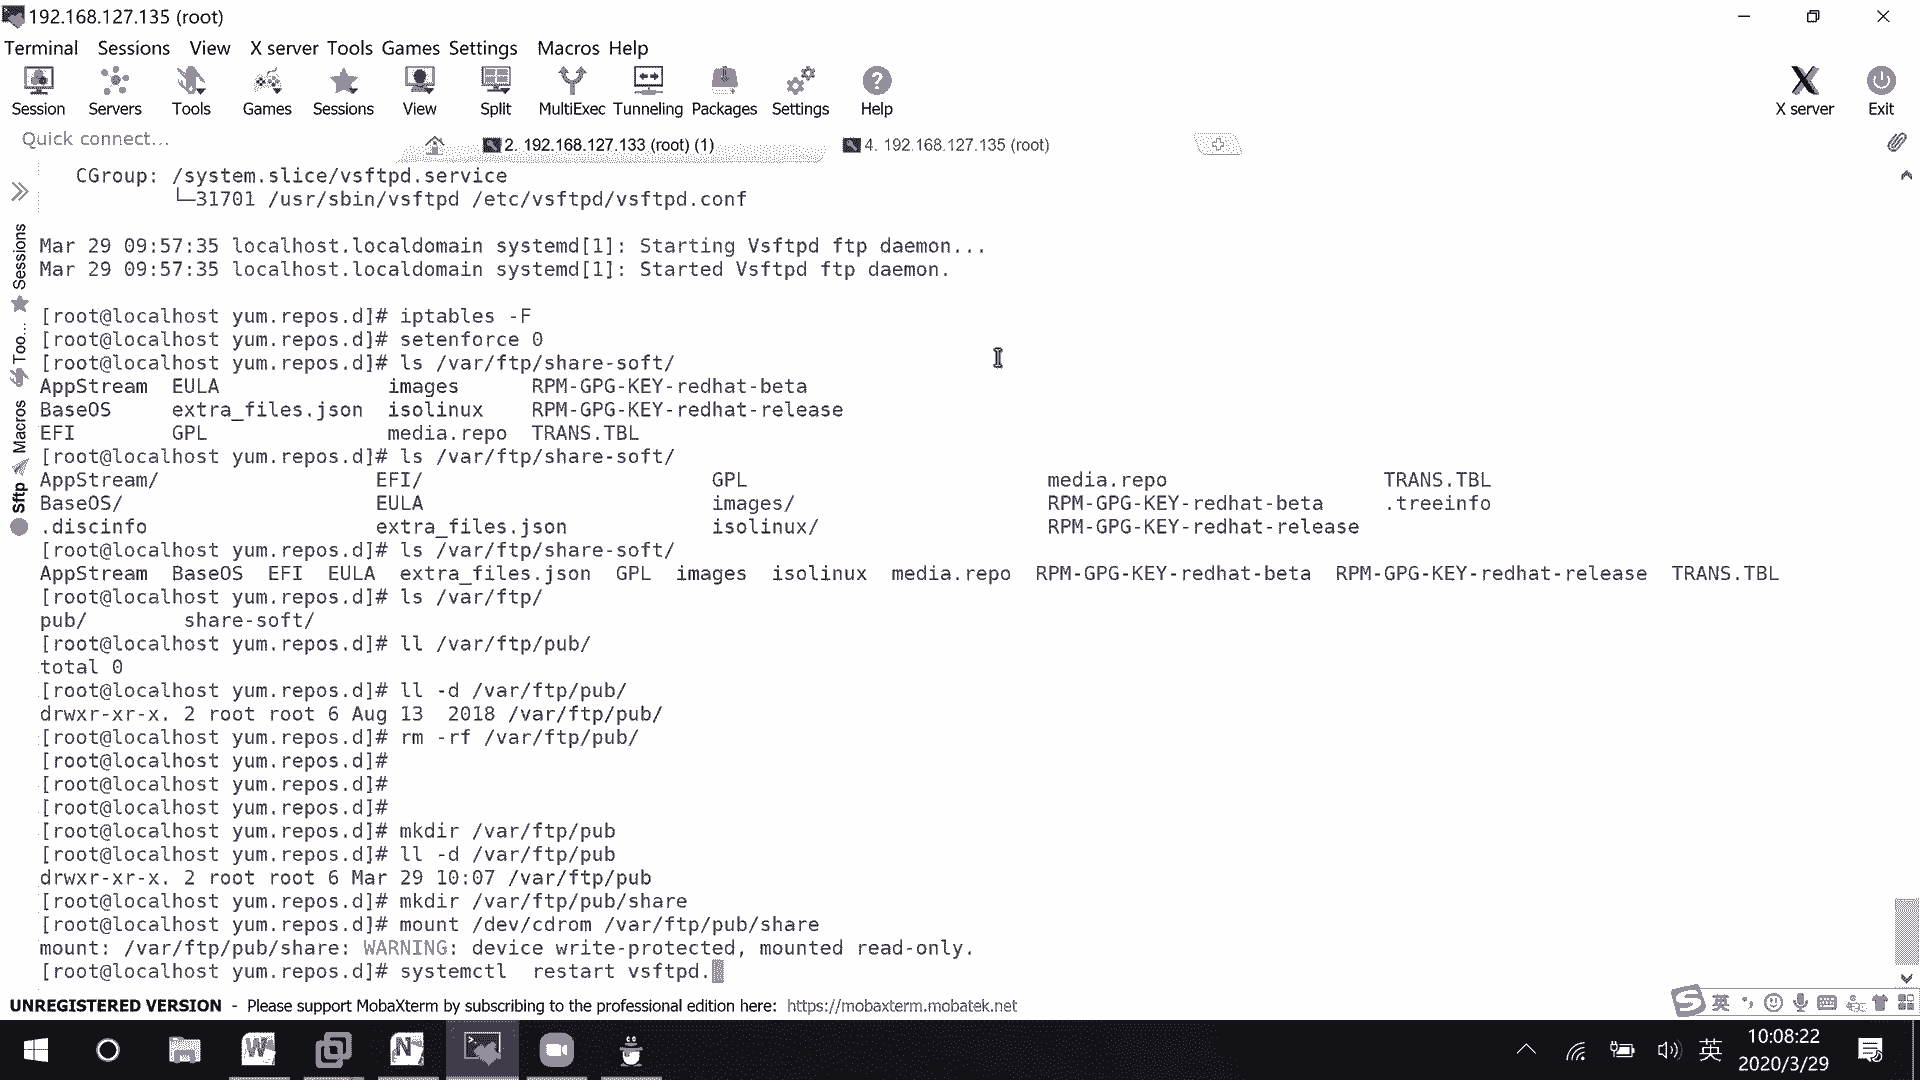 192.168.127.135 (root)
Terminal Sessions View X server Tools Games Settings Macros Help
Session Servers Tools Games Sessions View Split MultiExec Tunneling Packages Settings Help X server Exit
Quick connect... 2. 192.168.127.133 (root) (1) 4. 192.168.127.135 (root)
CGroup: /system.slice/vsftpd.service
└─31701 /usr/sbin/vsftpd /etc/vsftpd/vsftpd.conf
Mar 29 09:57:35 localhost.localdomain systemd[1]: Starting Vsftpd ftp daemon...
Mar 29 09:57:35 localhost.localdomain systemd[1]: Started Vsftpd ftp daemon.
[root@localhost yum.repos.d]# iptables -F
[root@localhost yum.repos.d]# setenforce 0
[root@localhost yum.repos.d]# ls /var/ftp/share-soft/
AppStream EULA images RPM-GPG-KEY-redhat-beta
BaseOS extra_files.json isolinux RPM-GPG-KEY-redhat-release
EFI GPL media.repo TRANS.TBL
[root@localhost yum.repos.d]# ls /var/ftp/share-soft/
AppStream/ EFI/ GPL media.repo TRANS.TBL
BaseOS/ EULA images/ RPM-GPG-KEY-redhat-beta .treeinfo
.discinfo extra_files.json isolinux/ RPM-GPG-KEY-redhat-release
[root@localhost yum.repos.d]# ls /var/ftp/share-soft/
AppStream BaseOS EFI EULA extra_files.json GPL images isolinux media.repo RPM-GPG-KEY-redhat-beta RPM-GPG-KEY-redhat-release TRANS.TBL
[root@localhost yum.repos.d]# ls /var/ftp/
pub/ share-soft/
[root@localhost yum.repos.d]# ll /var/ftp/pub/
total 0
[root@localhost yum.repos.d]# ll -d /var/ftp/pub/
drwxr-xr-x. 2 root root 6 Aug 13 2018 /var/ftp/pub/
[root@localhost yum.repos.d]# rm -rf /var/ftp/pub/
[root@localhost yum.repos.d]#
[root@localhost yum.repos.d]#
[root@localhost yum.repos.d]#
[root@localhost yum.repos.d]# mkdir /var/ftp/pub
[root@localhost yum.repos.d]# ll -d /var/ftp/pub
drwxr-xr-x. 2 root root 6 Mar 29 10:07 /var/ftp/pub
[root@localhost yum.repos.d]# mkdir /var/ftp/pub/share
[root@localhost yum.repos.d]# mount /dev/cdrom /var/ftp/pub/share
mount: /var/ftp/pub/share: WARNING: device write-protected, mounted read-only.
[root@localhost yum.repos.d]# systemctl restart vsftpd.
Sessions
Too...
Macros
Sftp
UNREGISTERED VERSION - Please support MobaXterm by subscribing to the professional edition here: https://mobaxterm.mobatek.net
英
英
10:08:22
2020/3/29